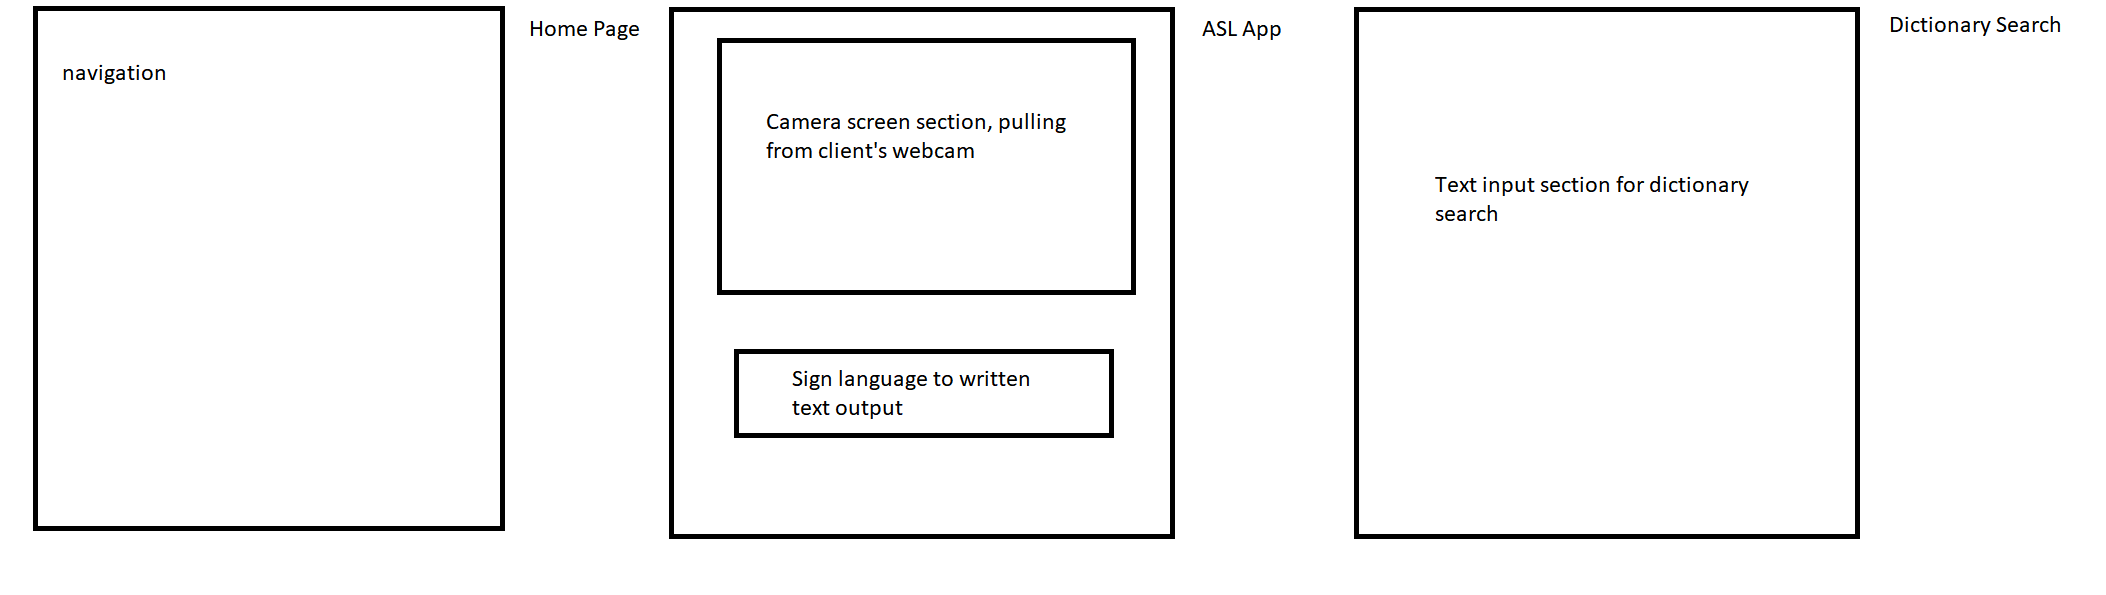 Home Page
navigation
ASL App
Camera screen section, pulling
from client's webcam
Sign language to written
text output
Dictionary Search
Text input section for dictionary
search